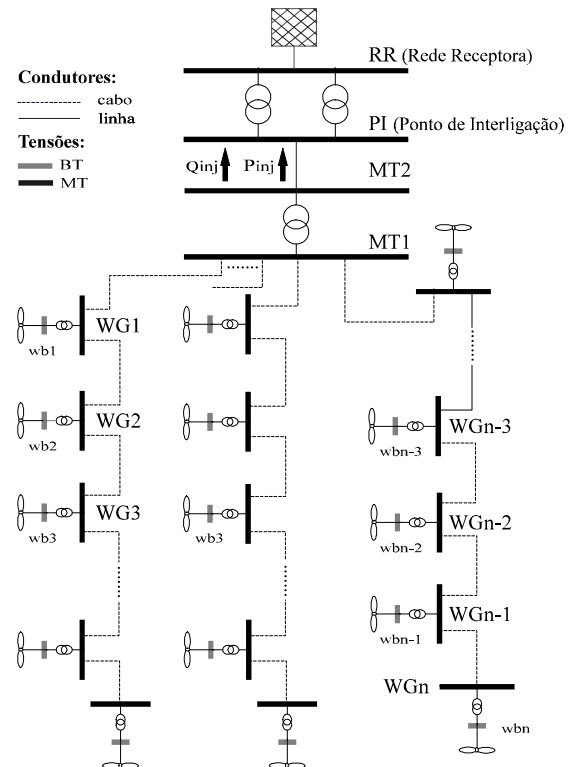 RR (Rede Receptora)
Condutores:
cabo
linha
PI (Ponto de Interligação)
Tensões:
BT
MT
Qinj
Pinj
MT2
MT1
WG1
wb1
WG2
wb2
WG3
wb3
wb3
WGn-3
wbn-3
WGn-2
wbn-2
WGn-1
wbn-1
WGn
wbn